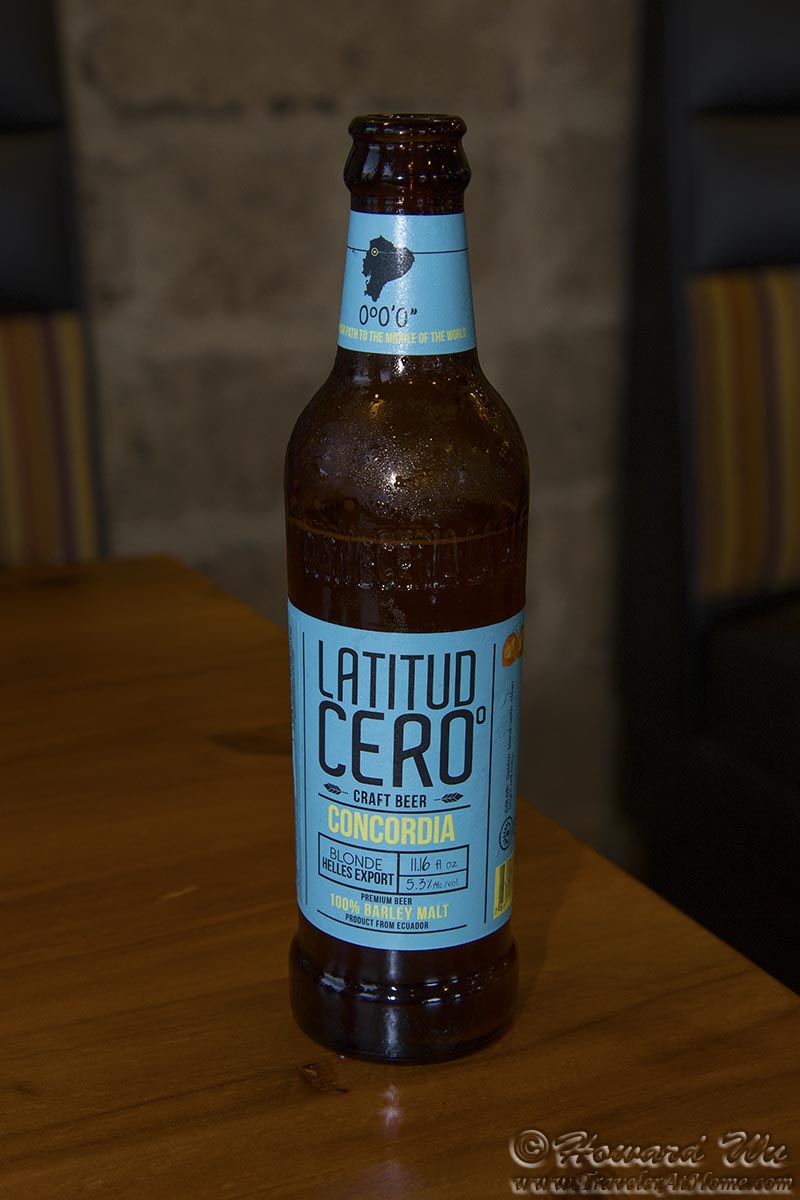 0°0'0"
PATH TO THE MIDDLE OF THE WORLD
LATITUD
CERO°
CRAFT BEER
CONCORDIA
BLONDE
HELLES EXPORT
11.16 fl oz
5.3% Alc/vol.
PREMIUM BEER
100% BARLEY MALT
PRODUCT FROM ECUADOR
©Howard Wu
www.TravelerAtHome.com